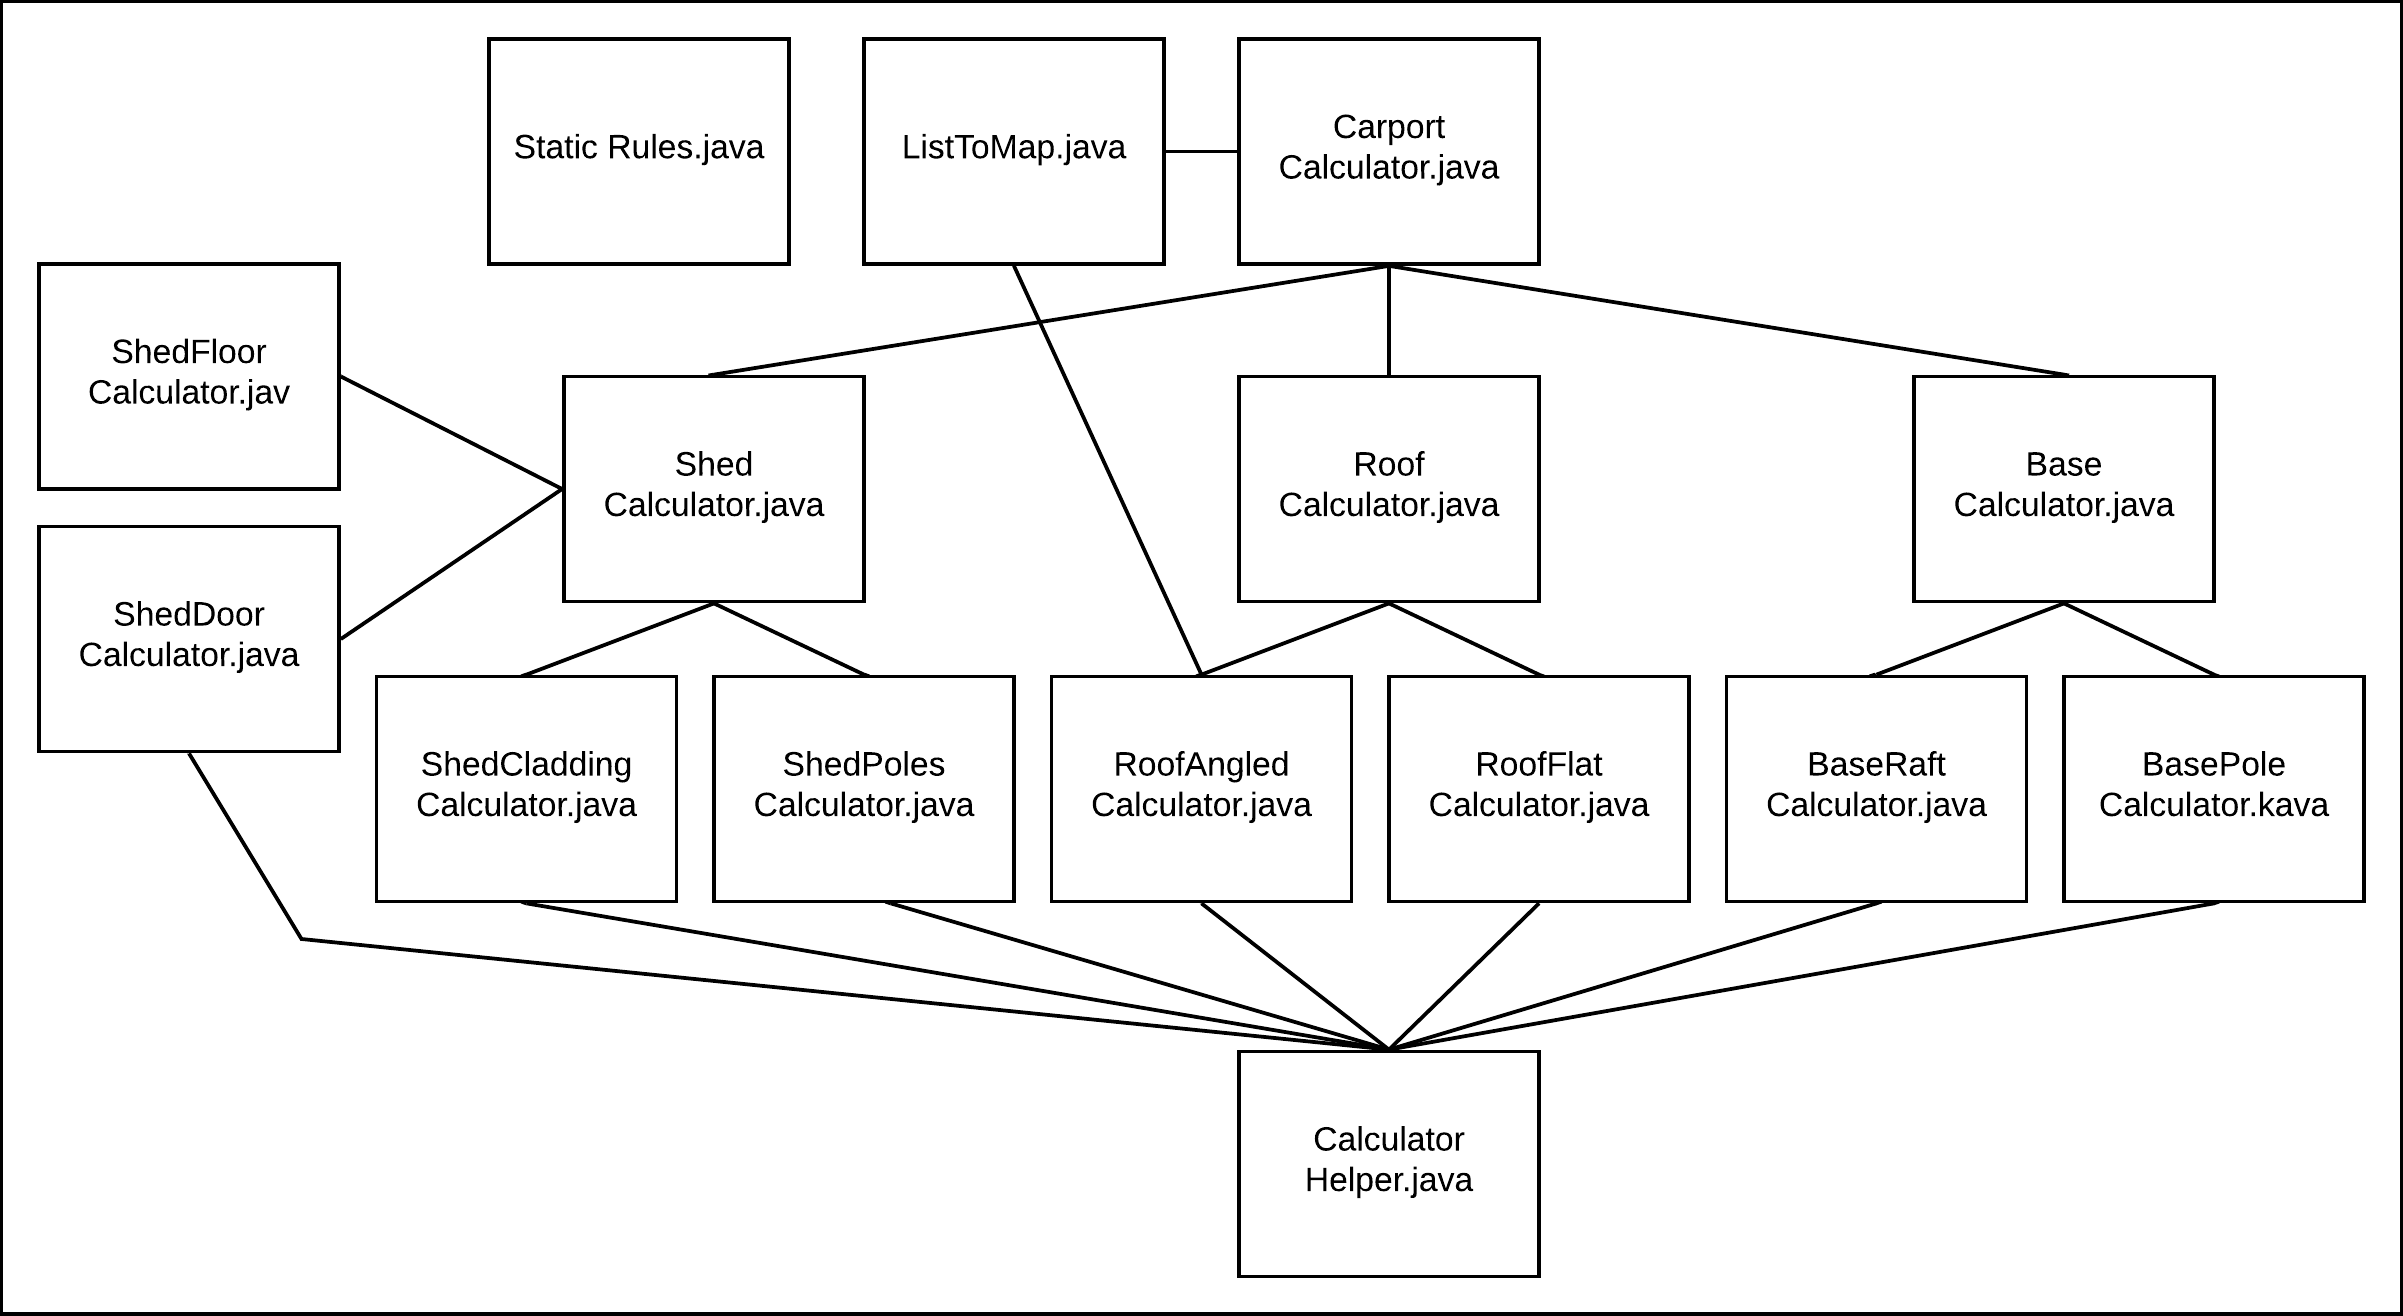 Static Rules.java
ListToMap.java
Carport
Calculator.java
ShedFloor
Calculator.jav
Shed
Calculator.java
Roof
Calculator.java
Base
Calculator.java
ShedDoor
Calculator.java
ShedCladding
Calculator.java
ShedPoles
Calculator.java
RoofAngled
Calculator.java
RoofFlat
Calculator.java
BaseRaft
Calculator.java
BasePole
Calculator.kava
Calculator
Helper.java